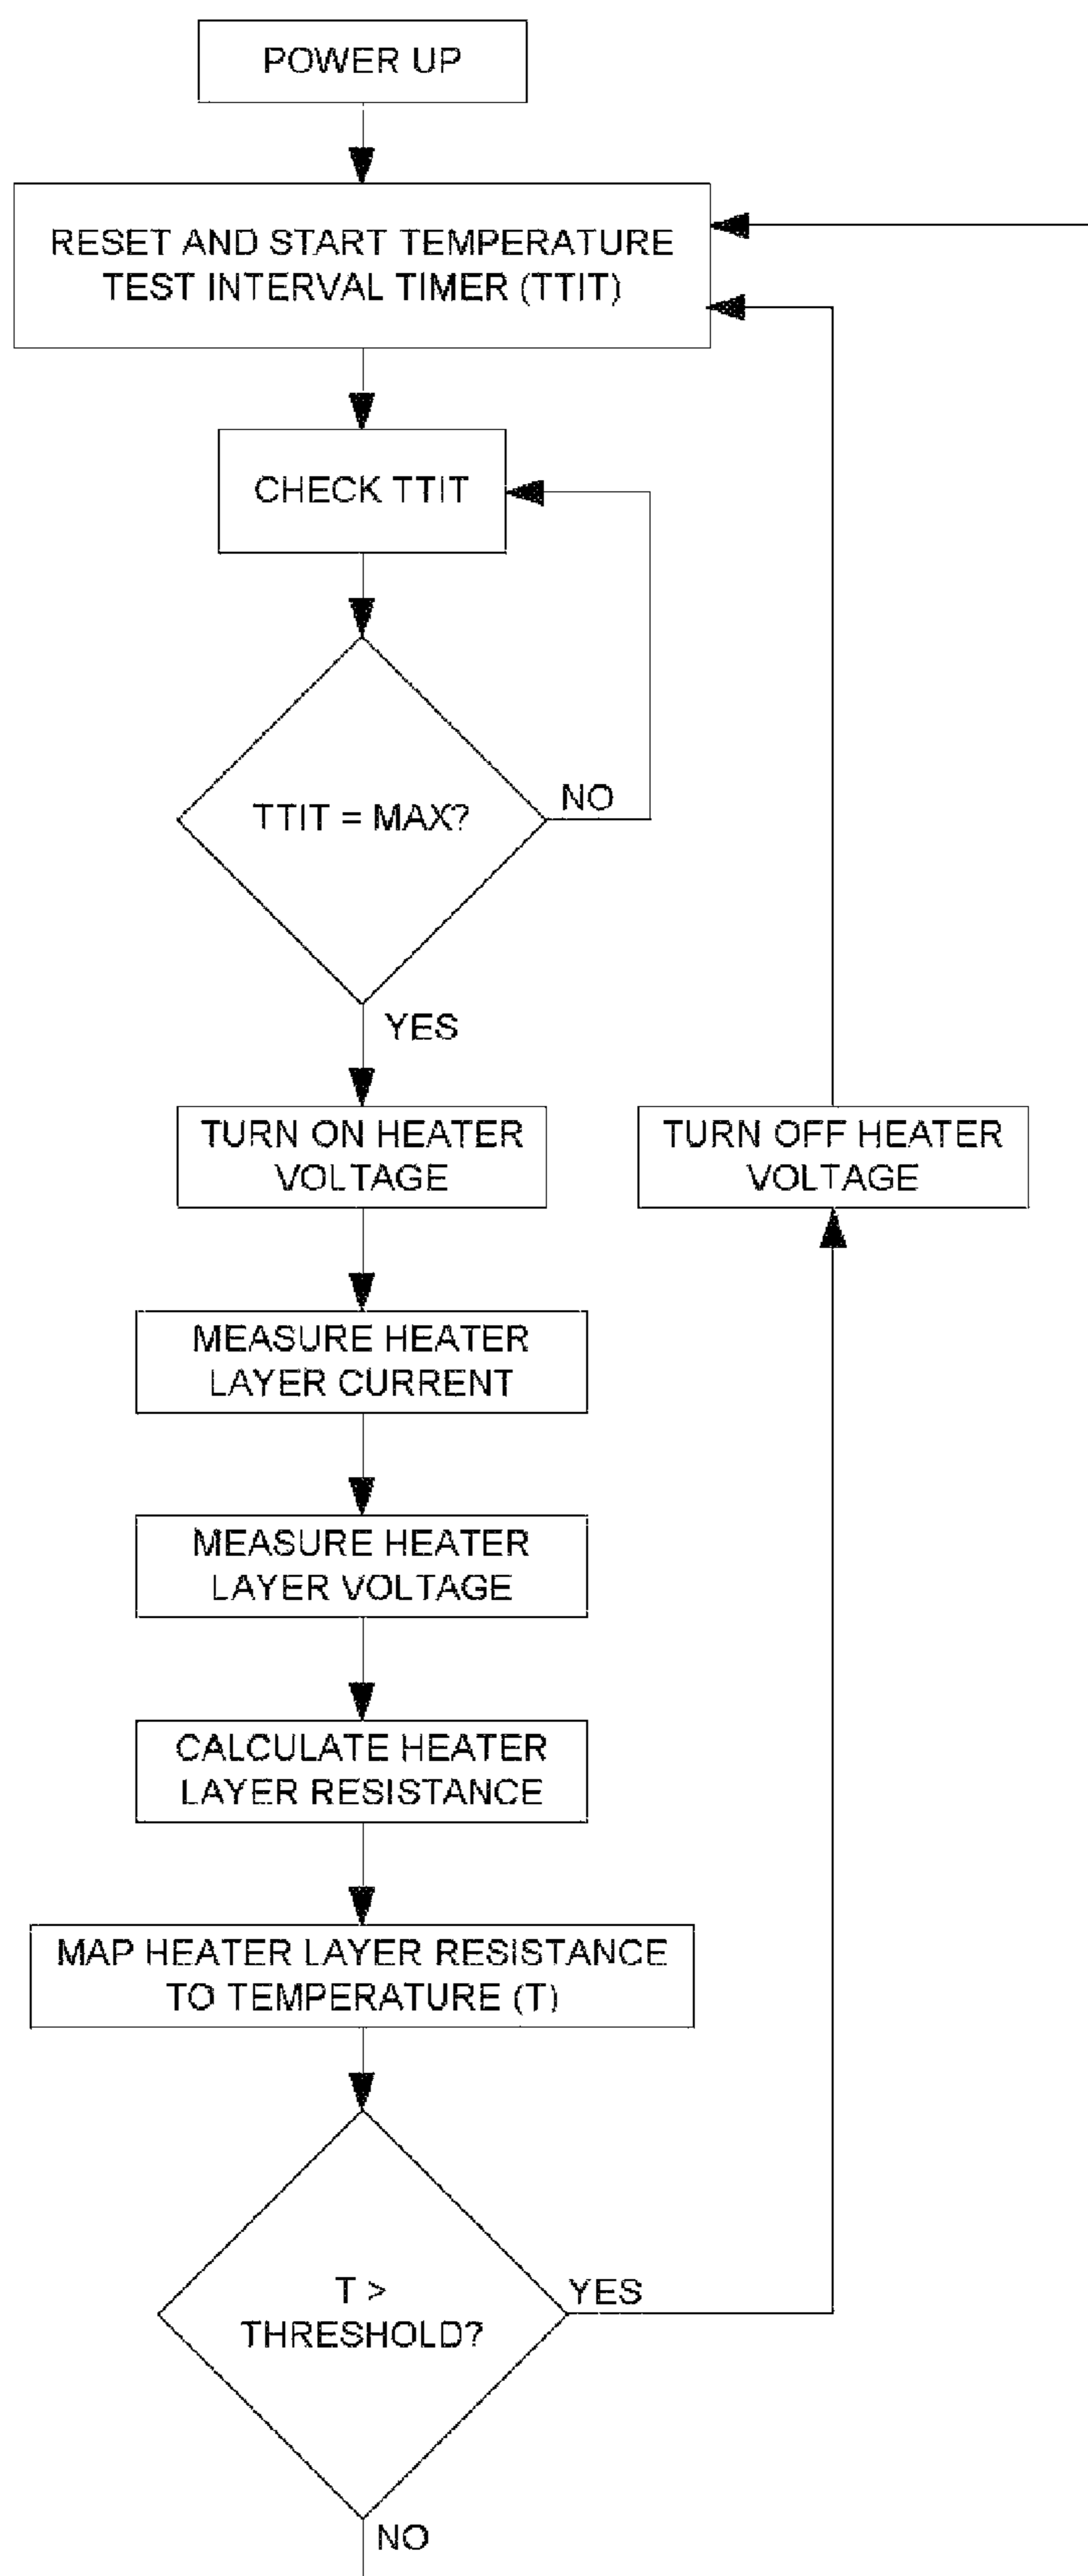 POWER UP
RESET AND START TEMPERATURE
TEST INTERVAL TIMER (TTIT)
CHECK TTIT
TTIT = MAX?
NO
YES
TURN ON HEATER
VOLTAGE
TURN OFF HEATER
VOLTAGE
MEASURE HEATER
LAYER CURRENT
MEASURE HEATER
LAYER VOLTAGE
CALCULATE HEATER
LAYER RESISTANCE
MAP HEATER LAYER RESISTANCE
TO TEMPERATURE (T)
T >
THRESHOLD?
YES
NO